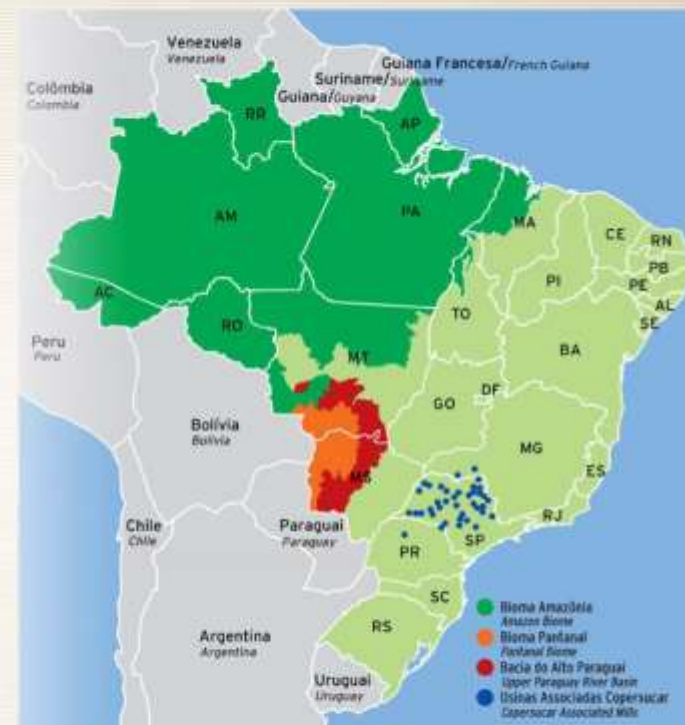 Venezuela
Venezuela
Guiana Francesa/French Guiana
Suriname/Suriname
Guiana/Guyana
Colômbia
Colombia
RR
AP
AM
PA
MA
CE
RN
PB
PE
AL
SE
PI
AC
TO
RO
BA
MT
Peru
Peru
DF
GO
Bolívia
Bolivia
MG
MS
ES
Chile
Chile
Paraguai
Paraguay
SP
RJ
PR
SC
RS
Argentina
Argentina
Uruguai
Uruguay
Bioma Amazônia
Amazon Biome
Bioma Pantanal
Pantanal Biome
Bacia do Alto Paraguai
Upper Paraguay River Basin
Usinas Associadas Copersucar
Copersucar Associated Mills